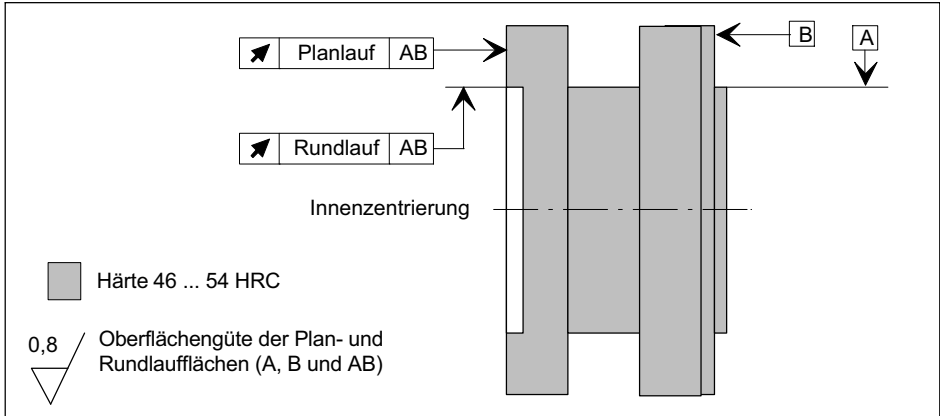 Planlauf AB
B
A
Rundlauf AB
Innenzentrierung
Härte 46 ... 54 HRC
0,8
Oberflächengüte der Plan- und
Rundlaufflächen (A, B und AB)